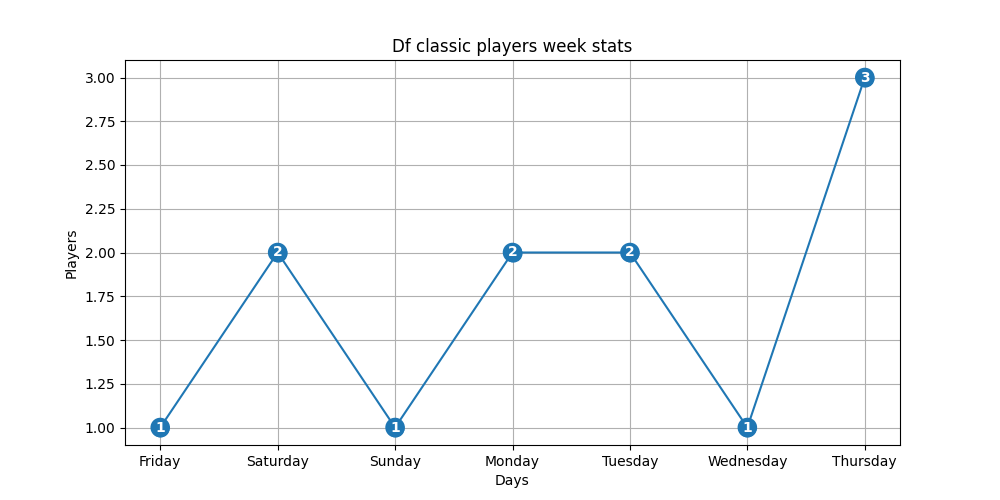 Df classic players week stats
Players
3.00
2.75
2.50
2.25
2.00
1.75
1.50
1.25
1.00
1
2
1
2
2
1
3
Friday
Saturday
Sunday
Monday
Tuesday
Wednesday
Thursday
Days